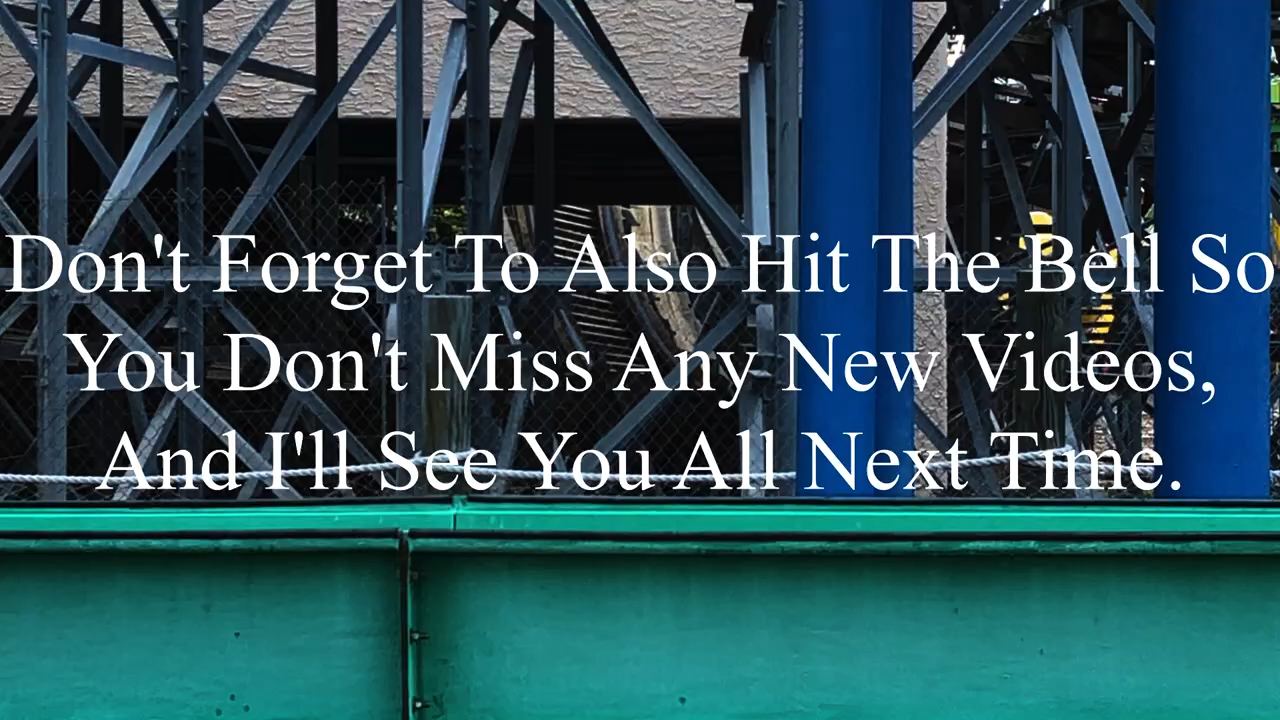 Don't Forget To Also Hit The Bell So
You Don't Miss Any New Videos,
And I'll See You All Next Time.